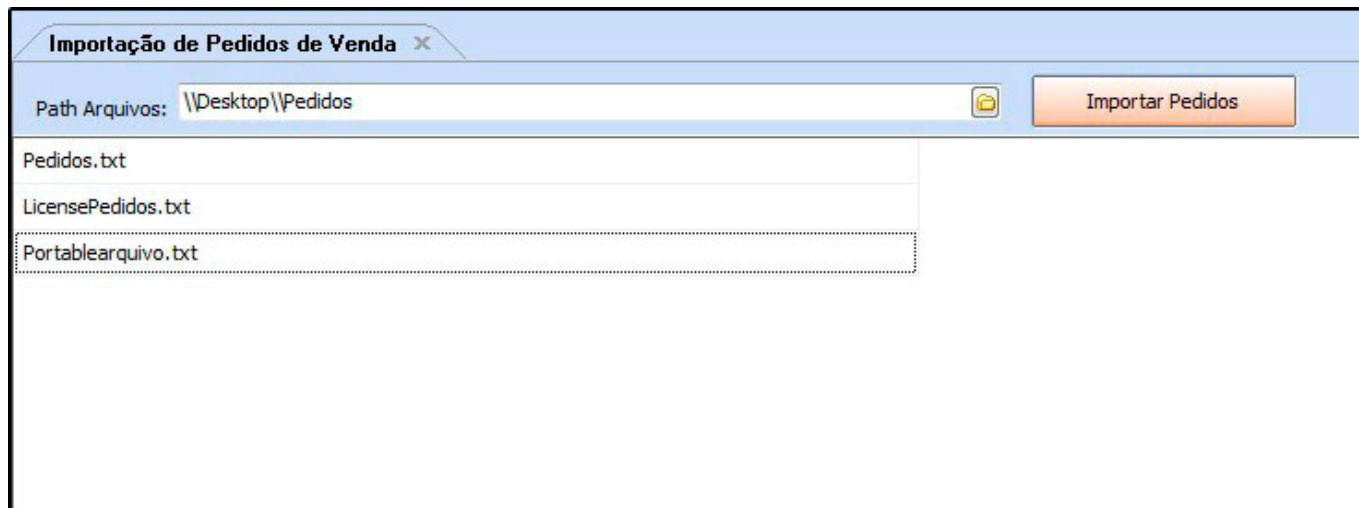 Importação de Pedidos de Venda
Path Arquivos: \\Desktop\\Pedidos Importar Pedidos
Pedidos.txt
LicensePedidos.txt
Portablearquivo.txt